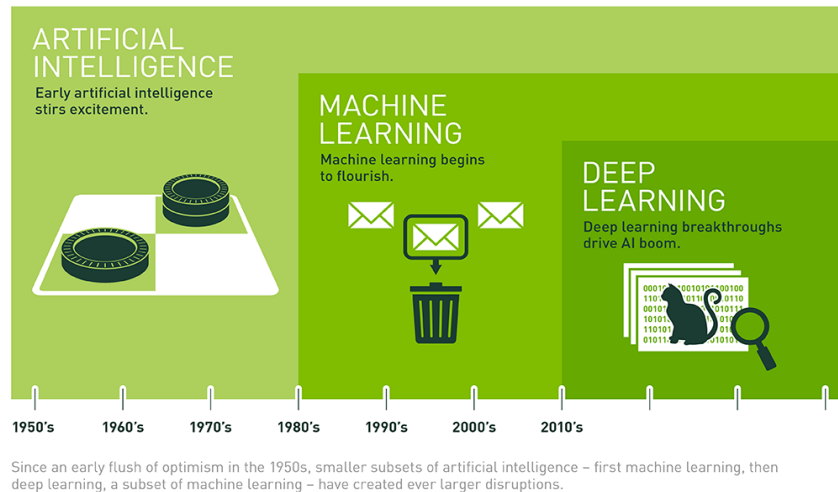 ARTIFICIAL
INTELLIGENCE
Early artificial intelligence
stirs excitement.
MACHINE
LEARNING
Machine learning begins
to flourish.
DEEP
LEARNING
Deep learning breakthroughs
drive AI boom.
1950's 1960's 1970's 1980's 1990's 2000's 2010's
Since an early flush of optimism in the 1950s, smaller subsets of artificial intelligence – first machine learning, then
deep learning, a subset of machine learning – have created ever larger disruptions.